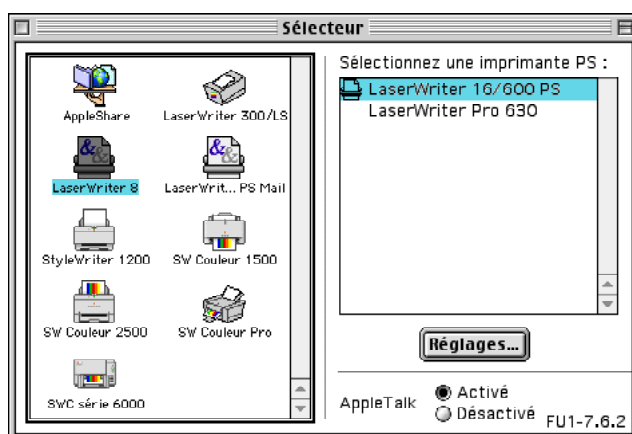 Sélecteur
AppleShare
LaserWriter 300/LS
LaserWriter 8
LaserWrit... PS Mail
StyleWriter 1200
SW Couleur 1500
SW Couleur 2500
SW Couleur Pro
SWC série 6000
Sélectionnez une imprimante PS :
LaserWriter 16/600 PS
LaserWriter Pro 630
Réglages...
AppleTalk
Activé
Désactivé
FU1-7.6.2